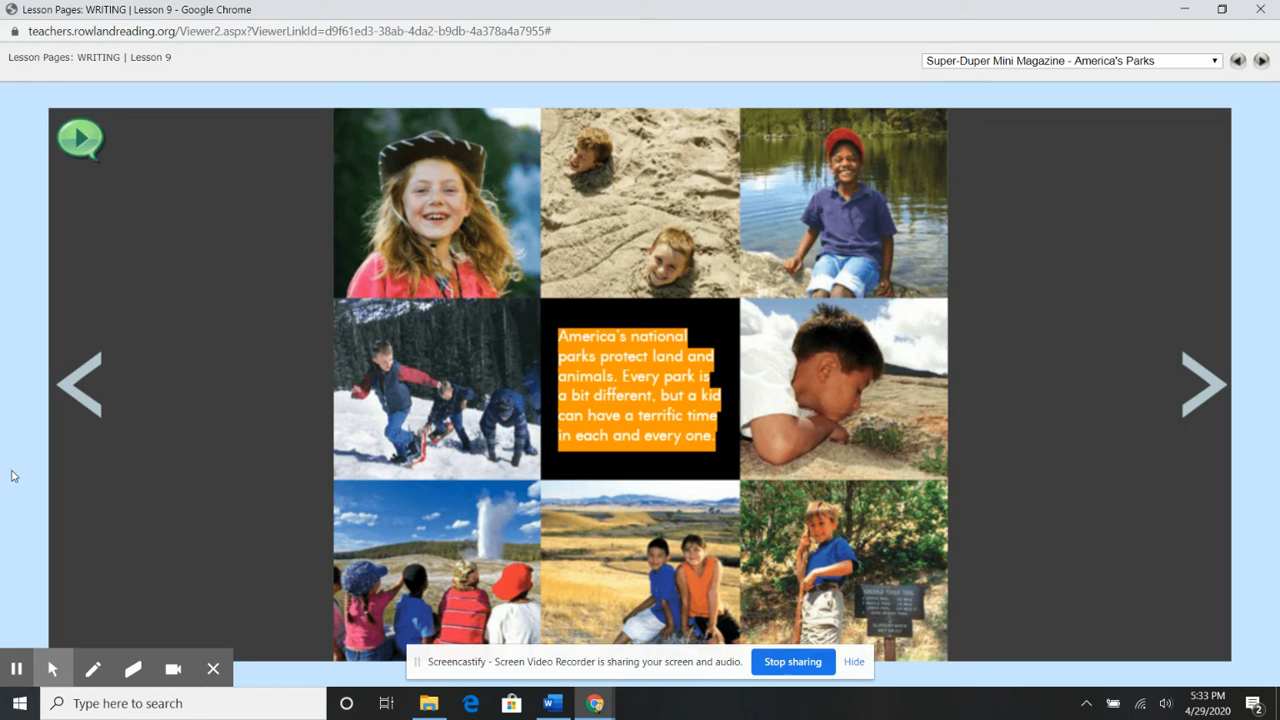 Lesson Pages: WRITING | Lesson 9 - Google Chrome
teachers.rowlandreading.org/Viewer2.aspx?ViewerLinkId=d9f61ed3-38ab-4da2-b9db-4a378a4a7955#
Lesson Pages: WRITING | Lesson 9
Super-Duper Mini Magazine - America's Parks
America's national
parks protect land and
animals. Every park is
a bit different, but a kid
can have a terrific time
in each and every one.
Screencastify - Screen Video Recorder is sharing your screen and audio.
Stop sharing
Hide
Type here to search
5:33 PM
4/29/2020
2